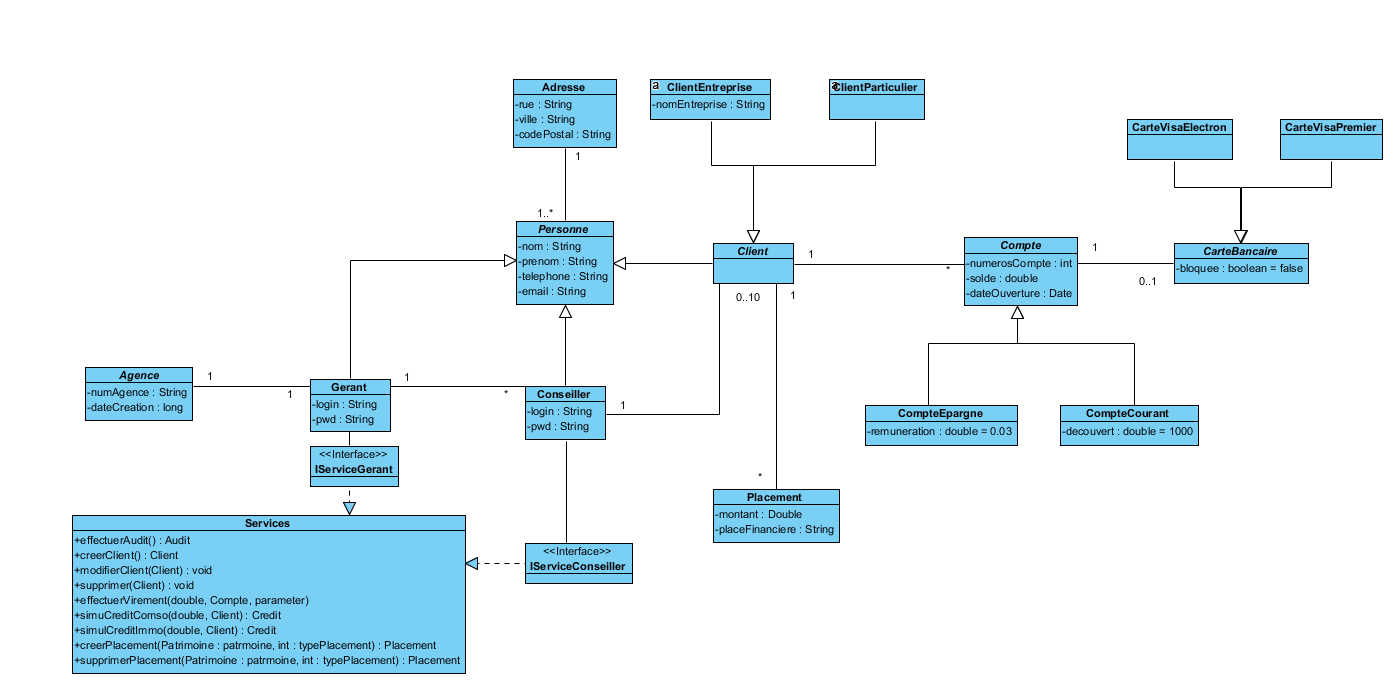 Adresse
-rue : String
-ville : String
-codePostal : String
1
1..*
a
ClientEntreprise
-nomEntreprise : String
a
ClientParticulier
CarteVisaElectron
CarteVisaPremier
Personne
-nom : String
-prenom : String
-telephone : String
-email : String
Client
1
*
0..10
1
Compte
-numerosCompte : int
-solde : double
-dateOuverture : Date
1
0..1
CarteBancaire
-bloquee : boolean = false
Agence
-numAgence : String
-dateCreation : long
1
1
Gerant
-login : String
-pwd : String
1
*
Conseiller
-login : String
-pwd : String
1
CompteEpargne
-remuneration : double = 0.03
CompteCourant
-decouvert : double = 1000
<<Interface>>
IServiceGerant
*
Placement
-montant : Double
-placeFinanciere : String
Services
+effectuerAudit() : Audit
+creerClient() : Client
+modifierClient(Client) : void
+supprimer(Client) : void
+effectuerVirement(double, Compte, parameter)
+simuCreditComso(double, Client) : Credit
+simulCreditImmo(double, Client) : Credit
+creerPlacement(Patrimoine : patrmoine, int : typePlacement) : Placement
+supprimerPlacement(Patrimoine : patrmoine, int : typePlacement) : Placement
<<Interface>>
IServiceConseiller